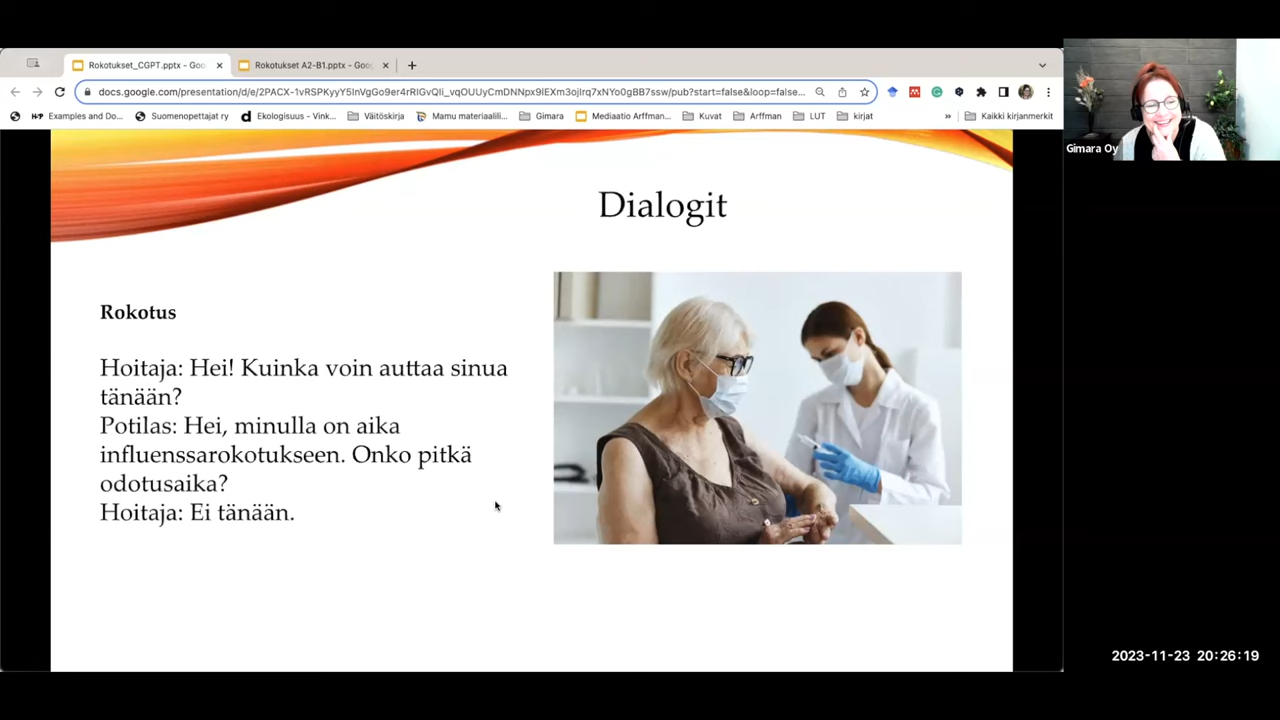 Rokotukset_CGPT.pptx - Goo
Rokotukset A2-B1.pptx - Goo
docs.google.com/presentation/d/e/2PACX-1vRSPKyyY5InVgGo9er4rRIGvQIi_vqOUUyCmDNNpx9IEXm3ojIrq7xNYo0gBB7ssw/pub?start=false&loop=false...
Examples and Do...
Suomenopettajat ry
Ekologisuus - Vink...
Väitöskirja
Mamu materiaalili...
Gimara
Mediaatio Arffman...
Kuvat
Arffman
LUT
kirjat
»
Kaikki kirjanmerkit
Gimara Oy
Dialogit
Rokotus
Hoitaja: Hei! Kuinka voin auttaa sinua
tänään?
Potilas: Hei, minulla on aika
influenssarokotukseen. Onko pitkä
odotusaika?
Hoitaja: Ei tänään.
2023-11-23 20:26:19